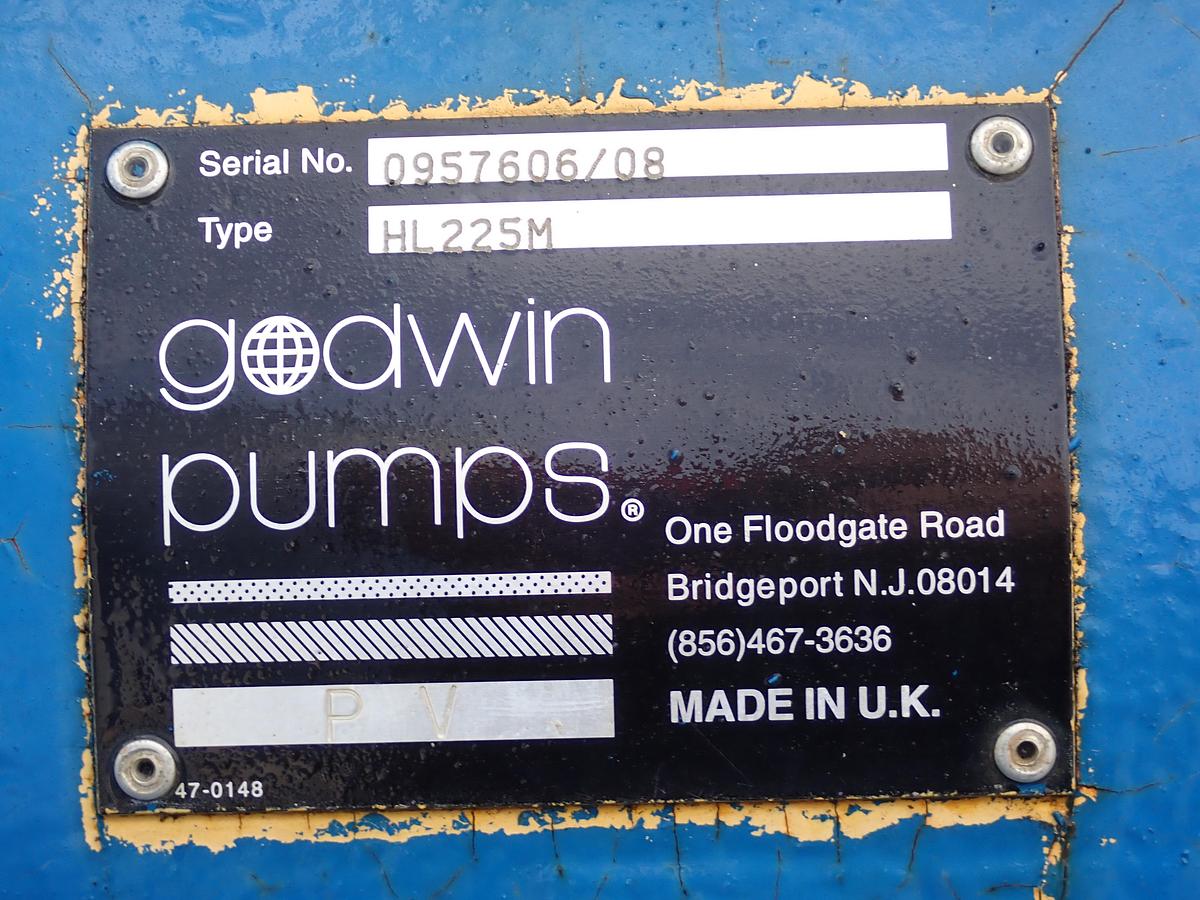 Serial No. 0957606/08
Type HL225M
godwin
pumps®
One Floodgate Road
Bridgeport N.J.08014
(856)467-3636
MADE IN U.K.
P V
47-0148